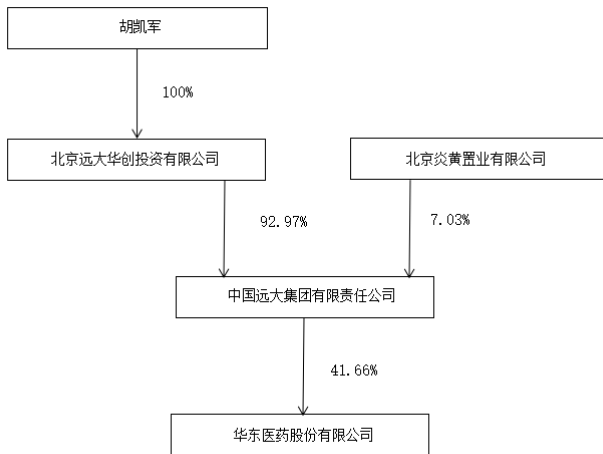 胡凯军
100%
北京远大华创投资有限公司
北京炎黄置业有限公司
92.97%
7.03%
中国远大集团有限责任公司
41.66%
华东医药股份有限公司